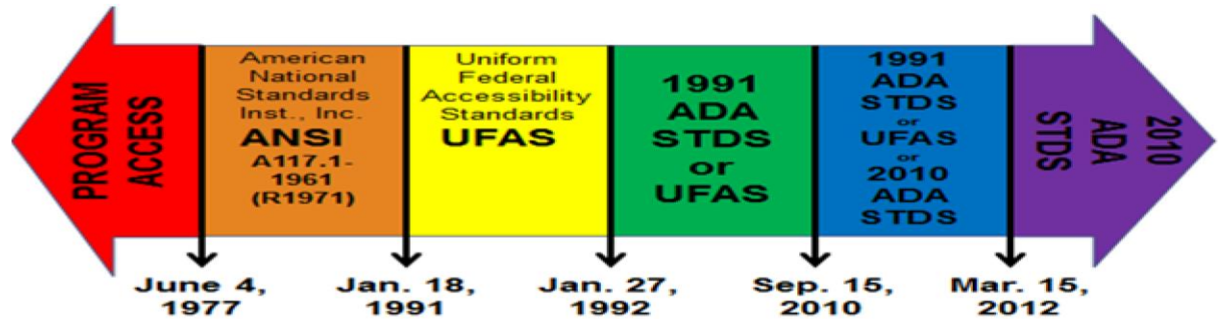 PROGRAM
ACCESS
American
National
Standards
Inst., Inc.
ANSI
A117.1-
1961
(R1971)
Uniform
Federal
Accessibility
Standards
UFAS
1991
ADA
STDS
or
UFAS
1991
ADA
STDS
or
UFAS
or
2010
ADA
STDS
2010
ADA
STDS
June 4,
1977
Jan. 18,
1991
Jan. 27,
1992
Sep. 15,
2010
Mar. 15,
2012